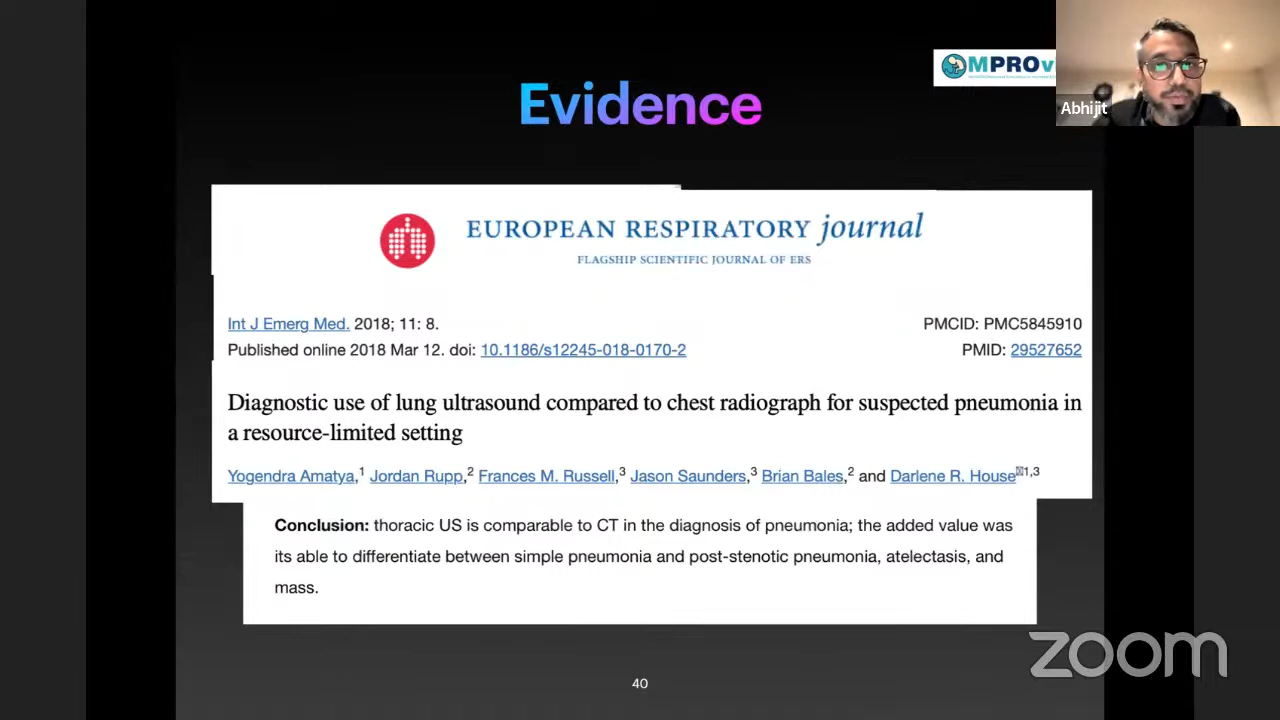 MPROv
Abhijit
Evidence
EUROPEAN RESPIRATORY journal
FLAGSHIP SCIENTIFIC JOURNAL OF ERS
Int J Emerg Med. 2018; 11: 8. PMCID: PMC5845910
Published online 2018 Mar 12. doi: 10.1186/s12245-018-0170-2 PMID: 29527652
Diagnostic use of lung ultrasound compared to chest radiograph for suspected pneumonia in
a resource-limited setting
Yogendra Amatya,1 Jordan Rupp,2 Frances M. Russell,3 Jason Saunders,3 Brian Bales,2 and Darlene R. House1,3
Conclusion: thoracic US is comparable to CT in the diagnosis of pneumonia; the added value was
its able to differentiate between simple pneumonia and post-stenotic pneumonia, atelectasis, and
mass.
zoom
40